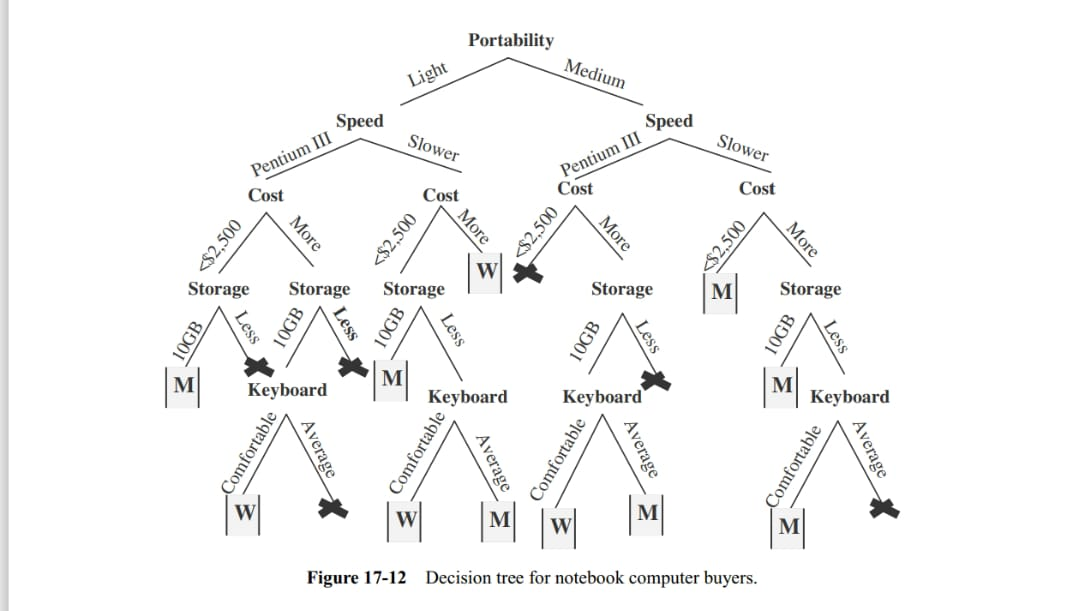 Portability
Light
Medium
Speed
Speed
Pentium III
Slower
Pentium III
Slower
Cost
Cost
Cost
Cost
<$2,500
More
<$2,500
More
<$2,500
More
<$2,500
More
W
Storage
Storage
Storage
Storage
M
Storage
10GB
Less
10GB
Less
10GB
Less
10GB
Less
10GB
Less
M
M
M
Keyboard
Keyboard
Keyboard
Keyboard
Comfortable
Average
Comfortable
Average
Comfortable
Average
Comfortable
Average
W
W
M
W
M
M
Figure 17-12 Decision tree for notebook computer buyers.